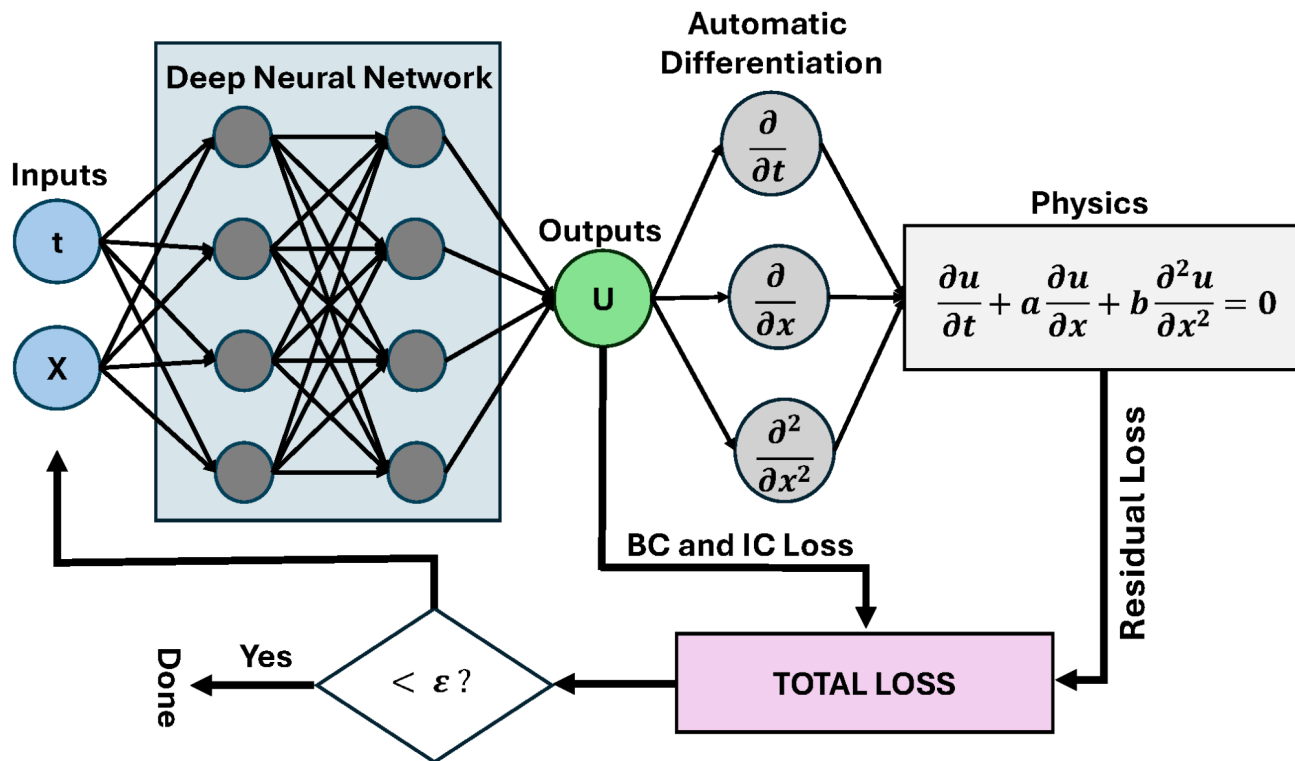 Automatic
Differentiation
Deep Neural Network
Inputs
t
X
Outputs
U
∂/∂t
∂/∂x
∂²/∂x²
Physics
∂u/∂t + a ∂u/∂x + b ∂²u/∂x² = 0
BC and IC Loss
Residual Loss
TOTAL LOSS
< ε ?
Yes
Done